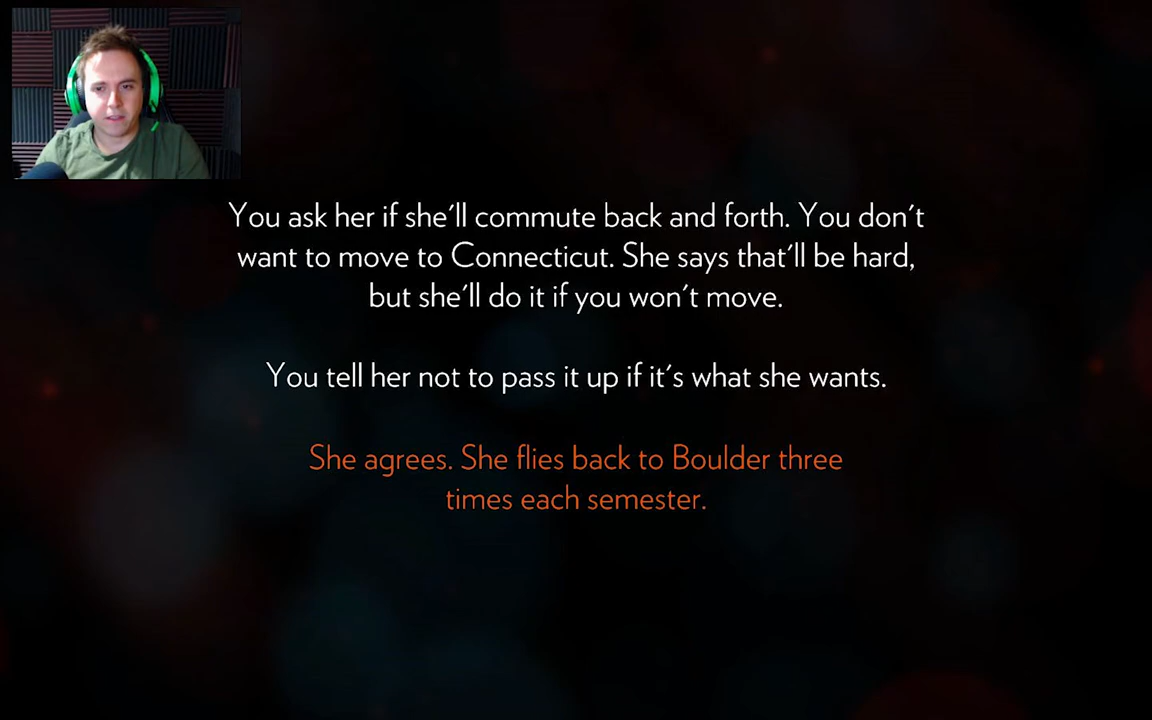 You ask her if she'll commute back and forth. You don't
want to move to Connecticut. She says that'll be hard,
but she'll do it if you won't move.
You tell her not to pass it up if it's what she wants.
She agrees. She flies back to Boulder three
times each semester.